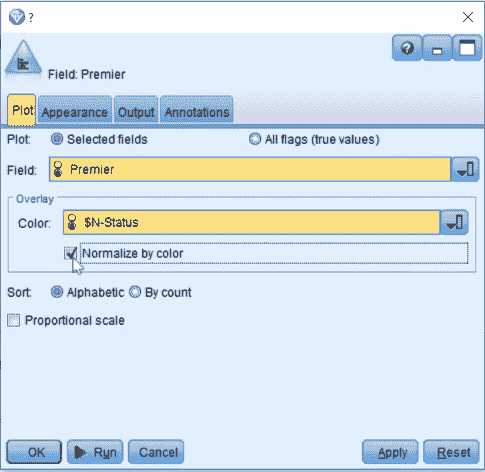 ?
Field: Premier
Plot Appearance Output Annotations
Plot: Selected fields All flags (true values)
Field: Premier
Overlay
Color: $N-Status
Normalize by color
Sort: Alphabetic By count
Proportional scale
OK Run Cancel Apply Reset